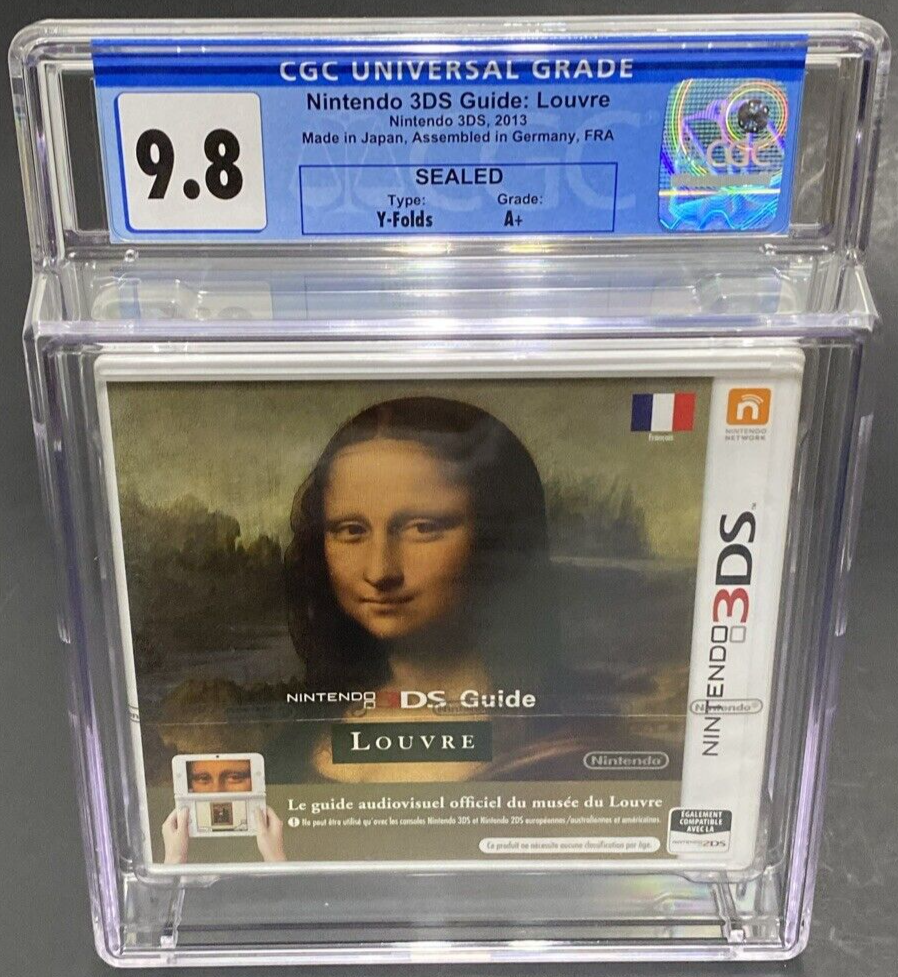 CGC UNIVERSAL GRADE
9.8
Nintendo 3DS Guide: Louvre
Nintendo 3DS, 2013
Made in Japan, Assembled in Germany, FRA
SEALED
Type: Grade:
Y-Folds A+
CGC
Français
NINTENDO
NETWORK
NINTENDO 3DS™
Nintendo®
NINTENDO 3DS Guide
LOUVRE
Nintendo
Le guide audiovisuel officiel du musée du Louvre
Ne peut être utilisé qu'avec les consoles Nintendo 3DS et Nintendo 2DS européennes/australiennes et américaines.
Ce produit ne nécessite aucune classification par âge.
ÉGALEMENT
COMPATIBLE
AVEC LA
NINTENDO 2DS